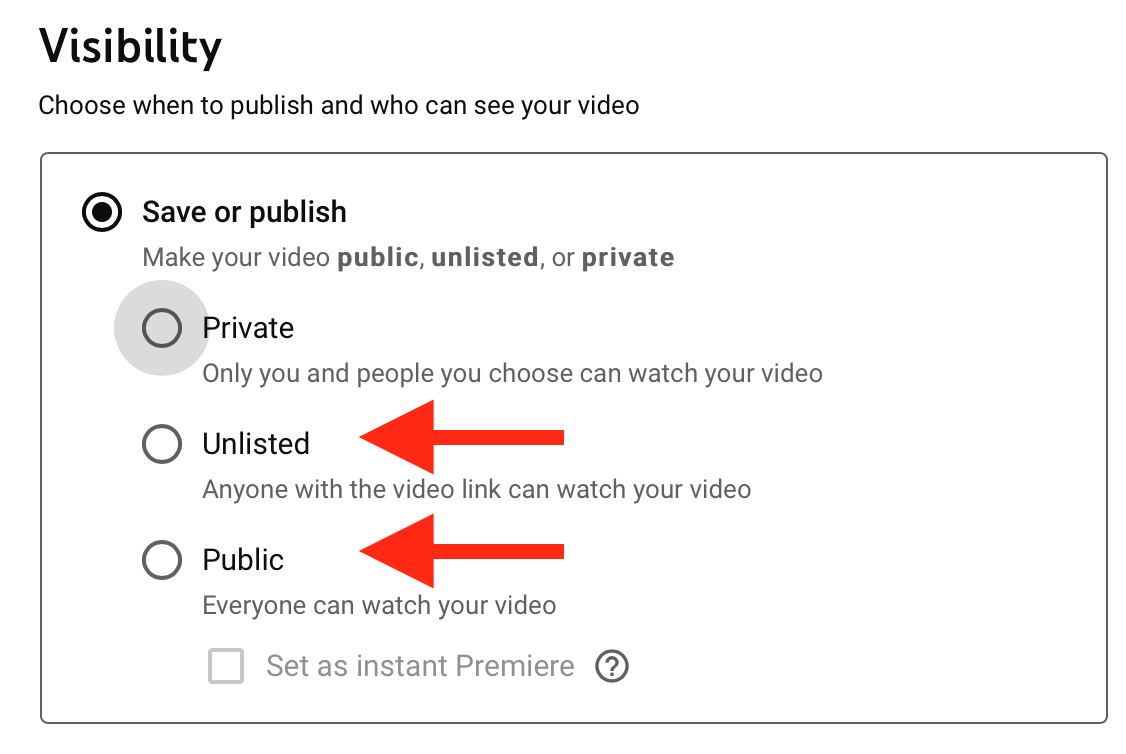 Visibility
Choose when to publish and who can see your video
Save or publish
Make your video public, unlisted, or private
Private
Only you and people you choose can watch your video
Unlisted
Anyone with the video link can watch your video
Public
Everyone can watch your video
Set as instant Premiere ?